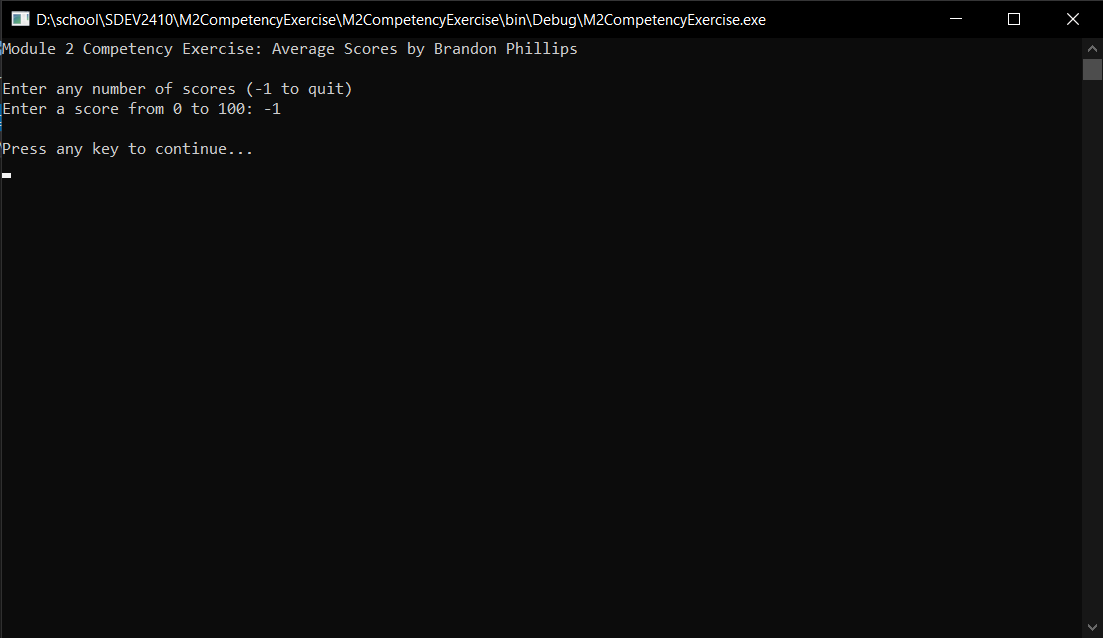 D:\school\SDEV2410\M2CompetencyExercise\M2CompetencyExercise\bin\Debug\M2CompetencyExercise.exe
Module 2 Competency Exercise: Average Scores by Brandon Phillips
Enter any number of scores (-1 to quit)
Enter a score from 0 to 100: -1
Press any key to continue...